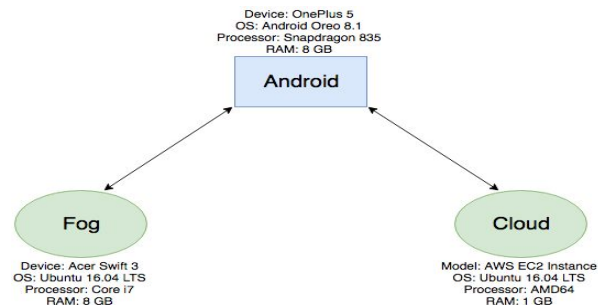 Device: OnePlus 5
OS: Android Oreo 8.1
Processor: Snapdragon 835
RAM: 8 GB
Android
Fog
Device: Acer Swift 3
OS: Ubuntu 16.04 LTS
Processor: Core i7
RAM: 8 GB
Cloud
Model: AWS EC2 Instance
OS: Ubuntu 16.04 LTS
Processor: AMD64
RAM: 1 GB